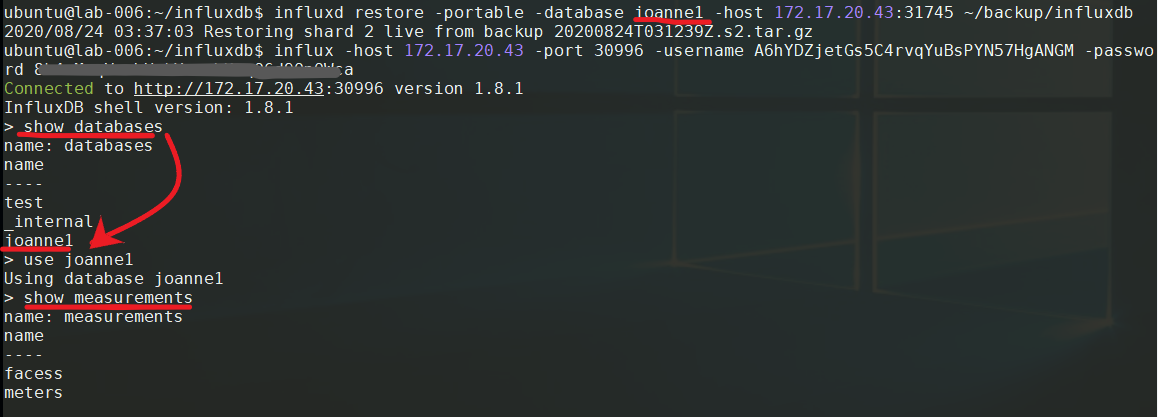 ubuntu@lab-006:~/influxdb$ influxd restore -portable -database joanne1 -host 172.17.20.43:31745 ~/backup/influxdb
2020/08/24 03:37:03 Restoring shard 2 live from backup 20200824T031239Z.s2.tar.gz
ubuntu@lab-006:~/influxdb$ influx -host 172.17.20.43 -port 30996 -username A6hYDZjetGs5C4rvqYuBsPYN57HgANGM -passwo
rd
Connected to http://172.17.20.43:30996 version 1.8.1
InfluxDB shell version: 1.8.1
> show databases
name: databases
name
----
test
_internal
joanne1
> use joanne1
Using database joanne1
> show measurements
name: measurements
name
----
facess
meters